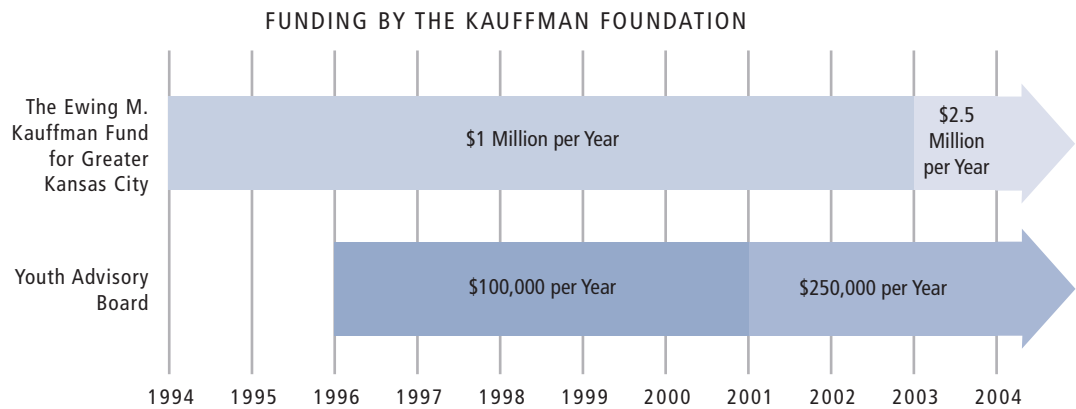 FUNDING BY THE KAUFFMAN FOUNDATION
The Ewing M.
Kauffman Fund
for Greater
Kansas City
$1 Million per Year
$2.5
Million
per Year
Youth Advisory
Board
$100,000 per Year
$250,000 per Year
1994 1995 1996 1997 1998 1999 2000 2001 2002 2003 2004